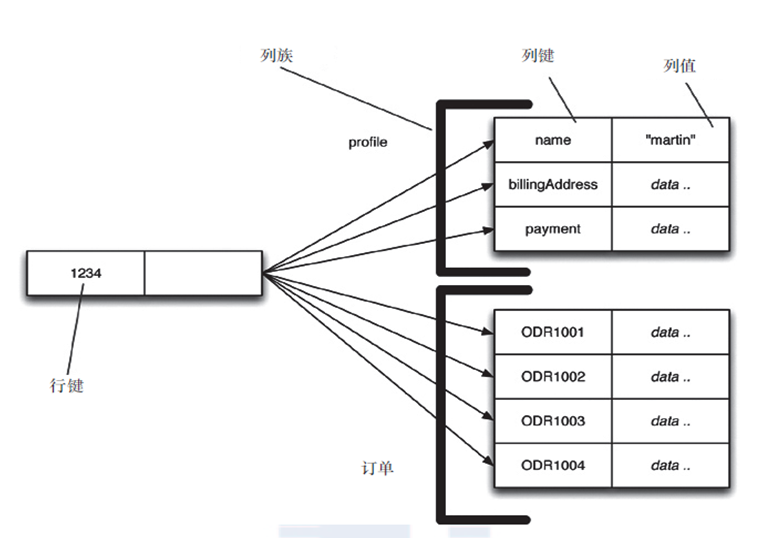 列族
列键
列值
profile
name
"martin"
billingAddress
data ..
payment
data ..
1234
行键
ODR1001
data ..
ODR1002
data ..
ODR1003
data ..
ODR1004
data ..
订单